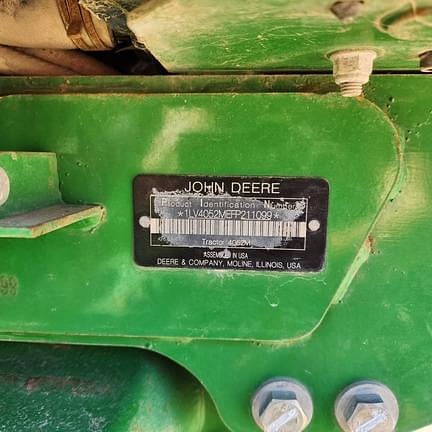 JOHN DEERE
Product Identification Number
*1LV4052MEFP211099*
Tractor 4052M
ASSEMBLED IN USA
DEERE & COMPANY, MOLINE, ILLINOIS, USA